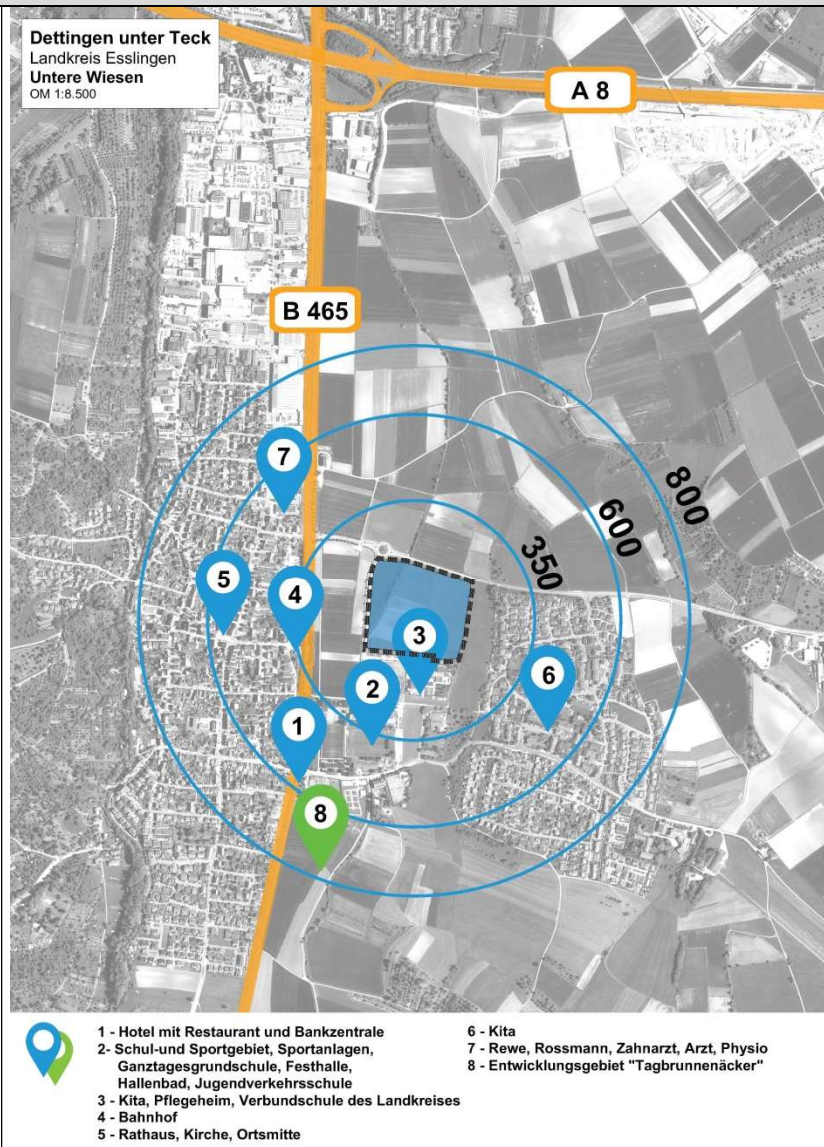 Dettingen unter Teck
Landkreis Esslingen
Untere Wiesen
OM 1:8.500
A 8
B 465
800
600
350
7
5
4
3
6
2
1
8
1 - Hotel mit Restaurant und Bankzentrale
2- Schul-und Sportgebiet, Sportanlagen,
Ganztagesgrundschule, Festhalle,
Hallenbad, Jugendverkehrsschule
3 - Kita, Pflegeheim, Verbundschule des Landkreises
4 - Bahnhof
5 - Rathaus, Kirche, Ortsmitte
6 - Kita
7 - Rewe, Rossmann, Zahnarzt, Arzt, Physio
8 - Entwicklungsgebiet "Tagbrunnenäcker"